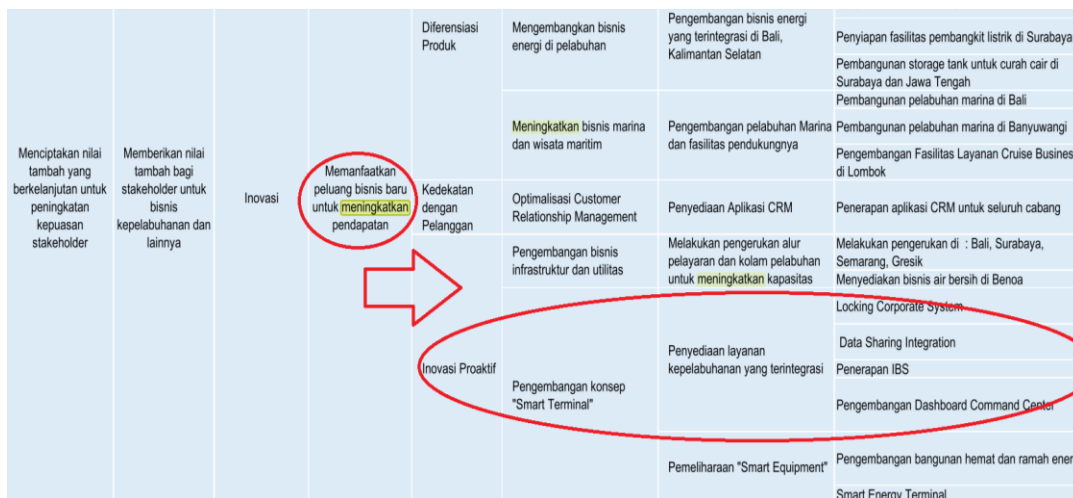 Menciptakan nilai
tambah yang
berkelanjutan untuk
peningkatan
kepuasan
stakeholder
Memberikan nilai
tambah bagi
stakeholder untuk
bisnis
kepelabuhanan dan
lainnya
Inovasi
Memanfaatkan
peluang bisnis baru
untuk meningkatkan
pendapatan
Diferensiasi
Produk
Mengembangkan bisnis
energi di pelabuhan
Pengembangan bisnis energi
yang terintegrasi di Bali,
Kalimantan Selatan
Penyiapan fasilitas pembangkit listrik di Surabaya
Pembangunan storage tank untuk curah cair di
Surabaya dan Jawa Tengah
Meningkatkan bisnis marina
dan wisata maritim
Pengembangan pelabuhan Marina
dan fasilitas pendukungnya
Pembangunan pelabuhan marina di Bali
Pembangunan pelabuhan marina di Banyuwangi
Pengembangan Fasilitas Layanan Cruise Busines
di Lombok
Kedekatan
dengan
Pelanggan
Optimalisasi Customer
Relationship Management
Penyediaan Aplikasi CRM
Penerapan aplikasi CRM untuk seluruh cabang
Inovasi Proaktif
Pengembangan bisnis
infrastruktur dan utilitas
Melakukan pengerukan alur
pelayaran dan kolam pelabuhan
untuk meningkatkan kapasitas
Melakukan pengerukan di : Bali, Surabaya,
Semarang, Gresik
Menyediakan bisnis air bersih di Benoa
Pengembangan konsep
"Smart Terminal"
Penyediaan layanan
kepelabuhanan yang terintegrasi
Locking Corporate System
Data Sharing Integration
Penerapan IBS
Pengembangan Dashboard Command Center
Pemeliharaan "Smart Equipment"
Pengembangan bangunan hemat dan ramah ener
Smart Energy Terminal